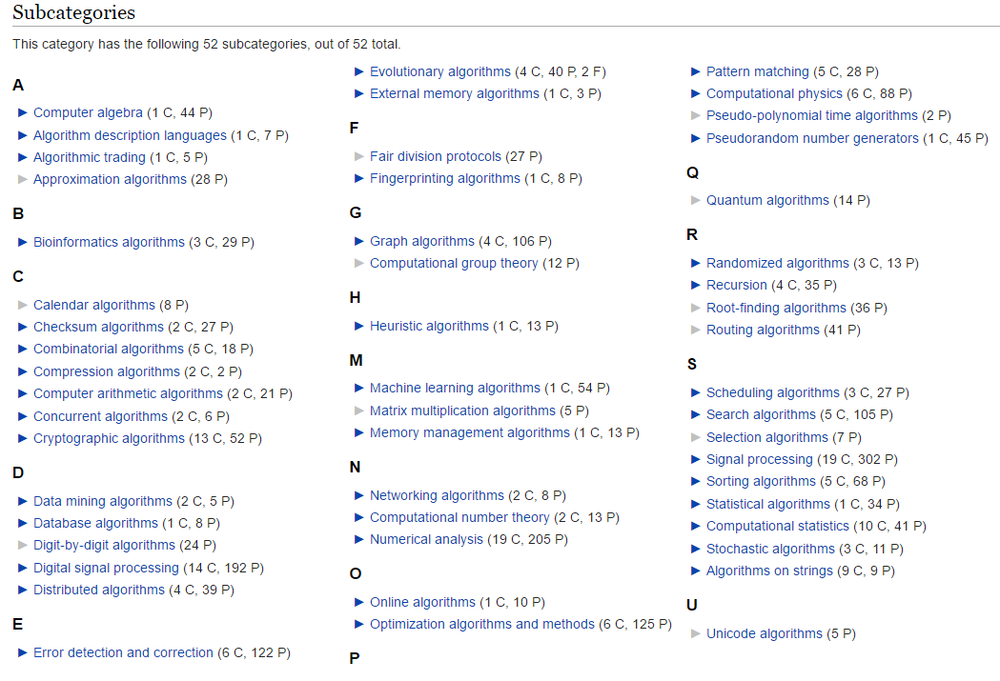 Subcategories
This category has the following 52 subcategories, out of 52 total.
A
► Computer algebra (1 C, 44 P)
► Algorithm description languages (1 C, 7 P)
► Algorithmic trading (1 C, 5 P)
► Approximation algorithms (28 P)
B
► Bioinformatics algorithms (3 C, 29 P)
C
► Calendar algorithms (8 P)
► Checksum algorithms (2 C, 27 P)
► Combinatorial algorithms (5 C, 18 P)
► Compression algorithms (2 C, 2 P)
► Computer arithmetic algorithms (2 C, 21 P)
► Concurrent algorithms (2 C, 6 P)
► Cryptographic algorithms (13 C, 52 P)
D
► Data mining algorithms (2 C, 5 P)
► Database algorithms (1 C, 8 P)
► Digit-by-digit algorithms (24 P)
► Digital signal processing (14 C, 192 P)
► Distributed algorithms (4 C, 39 P)
E
► Error detection and correction (6 C, 122 P)
► Evolutionary algorithms (4 C, 40 P, 2 F)
► External memory algorithms (1 C, 3 P)
F
► Fair division protocols (27 P)
► Fingerprinting algorithms (1 C, 8 P)
G
► Graph algorithms (4 C, 106 P)
► Computational group theory (12 P)
H
► Heuristic algorithms (1 C, 13 P)
M
► Machine learning algorithms (1 C, 54 P)
► Matrix multiplication algorithms (5 P)
► Memory management algorithms (1 C, 13 P)
N
► Networking algorithms (2 C, 8 P)
► Computational number theory (2 C, 13 P)
► Numerical analysis (19 C, 205 P)
O
► Online algorithms (1 C, 10 P)
► Optimization algorithms and methods (6 C, 125 P)
P
► Pattern matching (5 C, 28 P)
► Computational physics (6 C, 88 P)
► Pseudo-polynomial time algorithms (2 P)
► Pseudorandom number generators (1 C, 45 P)
Q
► Quantum algorithms (14 P)
R
► Randomized algorithms (3 C, 13 P)
► Recursion (4 C, 35 P)
► Root-finding algorithms (36 P)
► Routing algorithms (41 P)
S
► Scheduling algorithms (3 C, 27 P)
► Search algorithms (5 C, 105 P)
► Selection algorithms (7 P)
► Signal processing (19 C, 302 P)
► Sorting algorithms (5 C, 68 P)
► Statistical algorithms (1 C, 34 P)
► Computational statistics (10 C, 41 P)
► Stochastic algorithms (3 C, 11 P)
► Algorithms on strings (9 C, 9 P)
U
► Unicode algorithms (5 P)